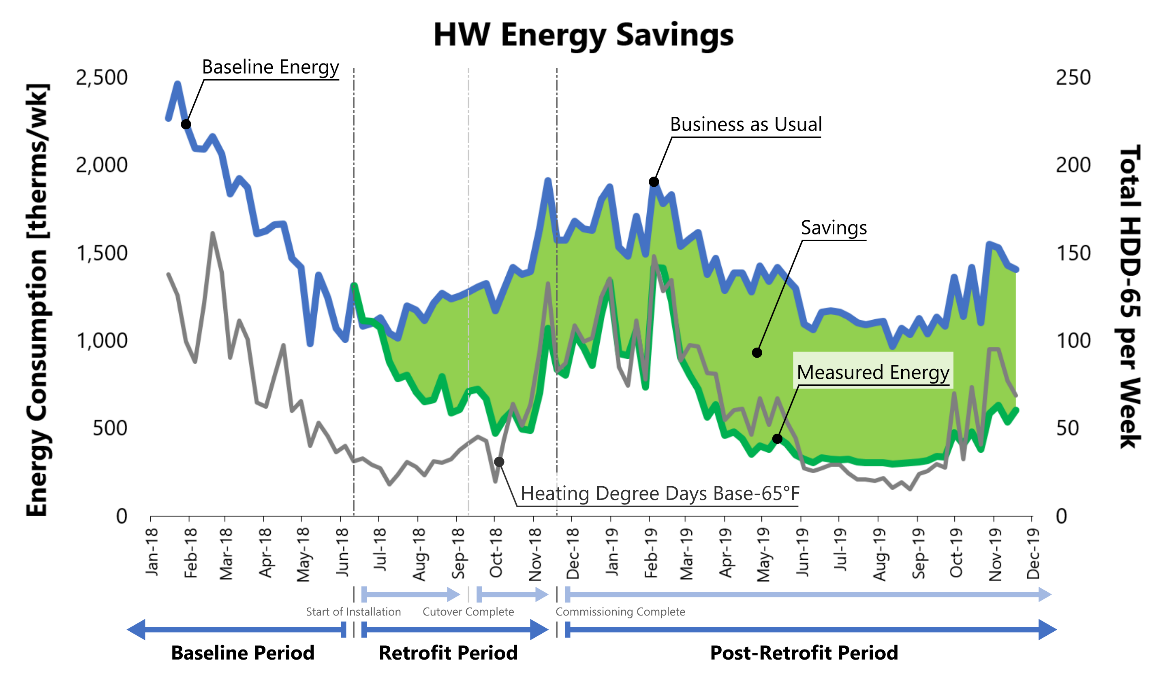 HW Energy Savings
Baseline Energy
Business as Usual
Savings
Measured Energy
Heating Degree Days Base-65°F
Energy Consumption [therms/wk]
2,500
2,000
1,500
1,000
500
0
250
200
150
100
50
0
Total HDD-65 per Week
Jan-18
Feb-18
Mar-18
Apr-18
May-18
Jun-18
Jul-18
Aug-18
Sep-18
Oct-18
Nov-18
Dec-18
Jan-19
Feb-19
Mar-19
Apr-19
May-19
Jun-19
Jul-19
Aug-19
Sep-19
Oct-19
Nov-19
Dec-19
Start of Installation
Cutover Complete
Commissioning Complete
Baseline Period
Retrofit Period
Post-Retrofit Period